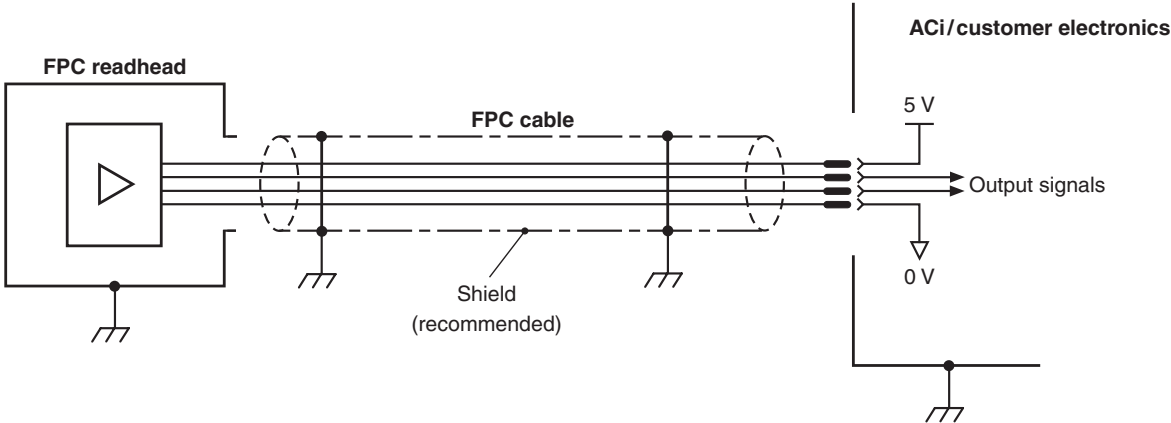 ACi/customer electronics
FPC readhead
5 V
FPC cable
Output signals
0 V
Shield
(recommended)